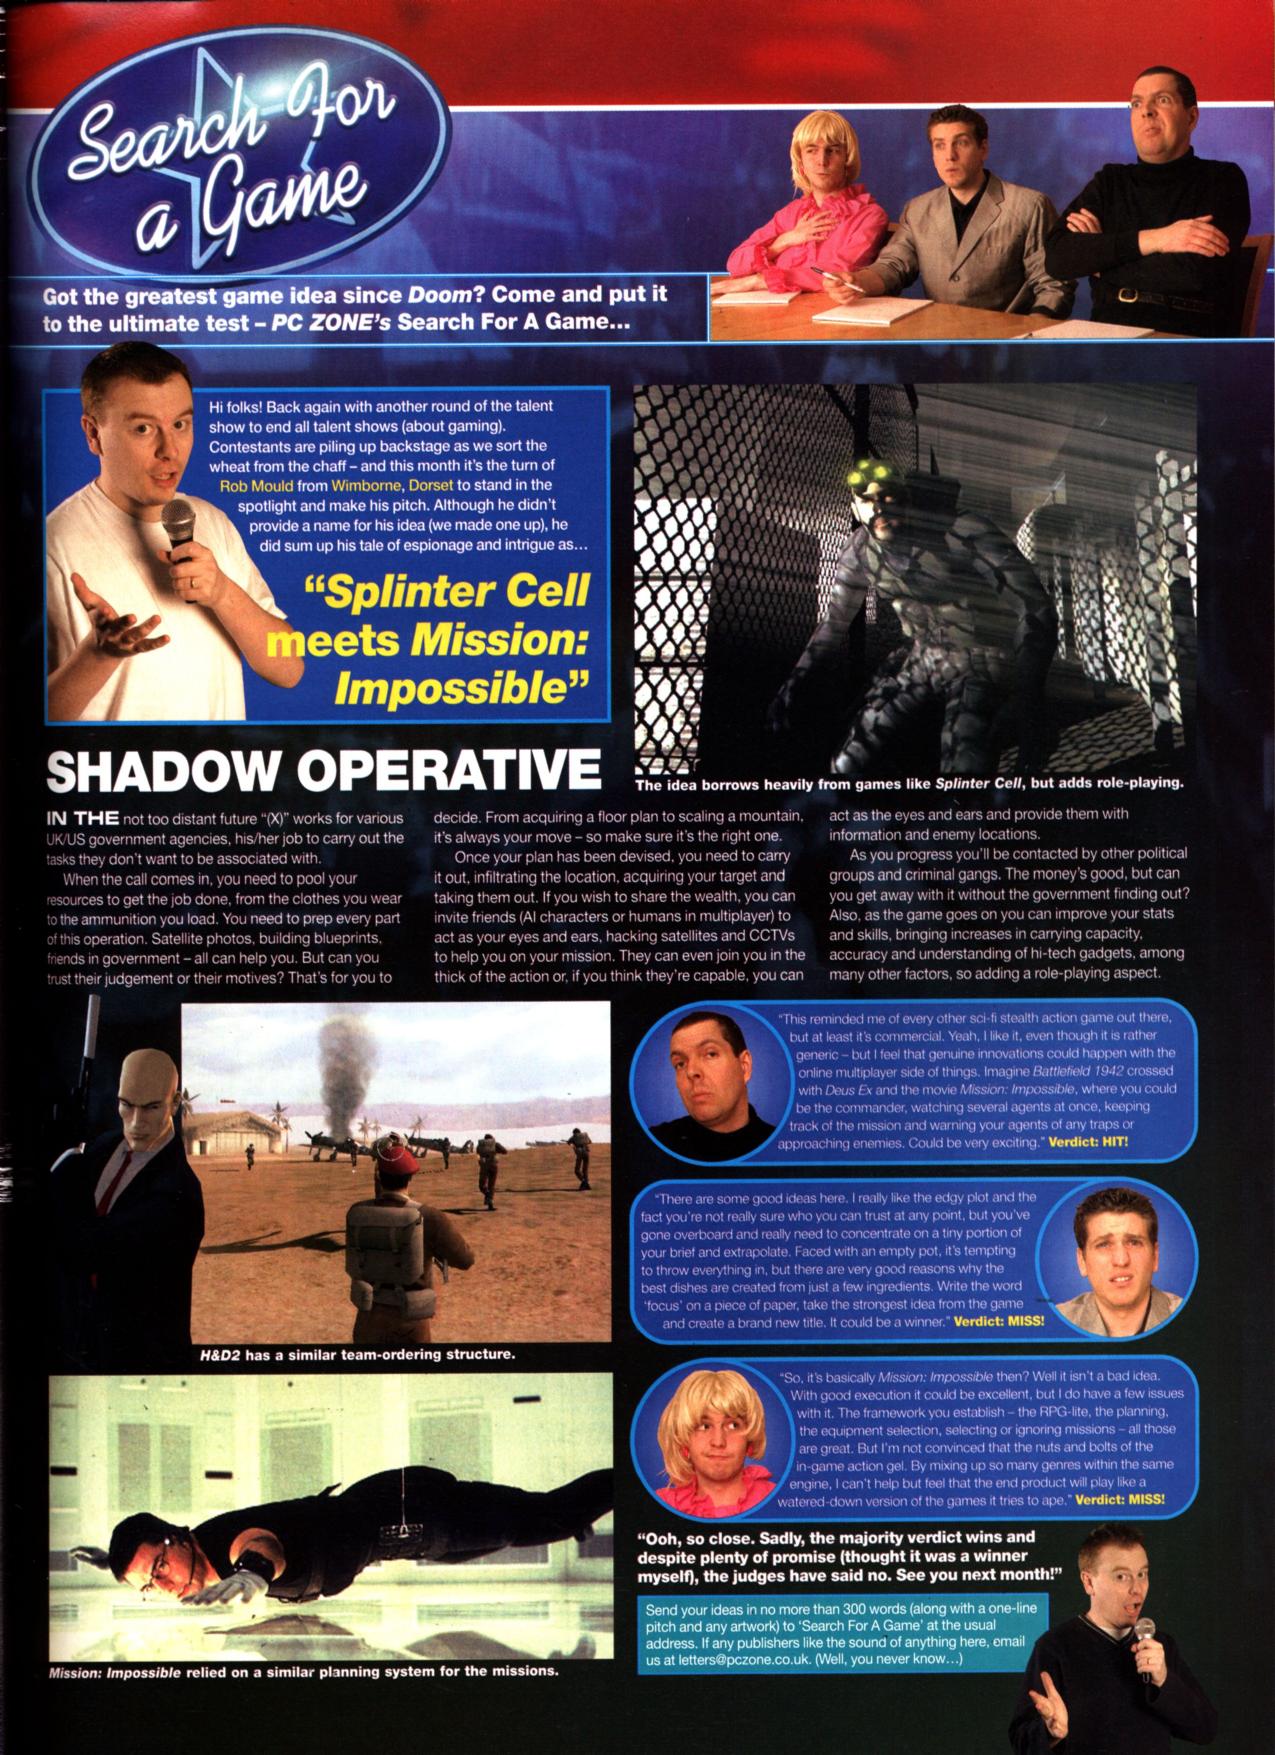 Search For
a Game
Got the greatest game idea since Doom? Come and put it
to the ultimate test – PC ZONE's Search For A Game...
Hi folks! Back again with another round of the talent
show to end all talent shows (about gaming).
Contestants are piling up backstage as we sort the
wheat from the chaff – and this month it's the turn of
Rob Mould from Wimborne, Dorset to stand in the
spotlight and make his pitch. Although he didn't
provide a name for his idea (we made one up), he
did sum up his tale of espionage and intrigue as...
"Splinter Cell
meets Mission:
Impossible"
The idea borrows heavily from games like Splinter Cell, but adds role-playing.
SHADOW OPERATIVE
IN THE not too distant future "(X)" works for various
UK/US government agencies, his/her job to carry out the
tasks they don't want to be associated with.
When the call comes in, you need to pool your
resources to get the job done, from the clothes you wear
to the ammunition you load. You need to prep every part
of this operation. Satellite photos, building blueprints,
friends in government – all can help you. But can you
trust their judgement or their motives? That's for you to
decide. From acquiring a floor plan to scaling a mountain,
it's always your move – so make sure it's the right one.
Once your plan has been devised, you need to carry
it out, infiltrating the location, acquiring your target and
taking them out. If you wish to share the wealth, you can
invite friends (AI characters or humans in multiplayer) to
act as your eyes and ears, hacking satellites and CCTVs
to help you on your mission. They can even join you in the
thick of the action or, if you think they're capable, you can
act as the eyes and ears and provide them with
information and enemy locations.
As you progress you'll be contacted by other political
groups and criminal gangs. The money's good, but can
you get away with it without the government finding out?
Also, as the game goes on you can improve your stats
and skills, bringing increases in carrying capacity,
accuracy and understanding of hi-tech gadgets, among
many other factors, so adding a role-playing aspect.
H&D2 has a similar team-ordering structure.
Mission: Impossible relied on a similar planning system for the missions.
"This reminded me of every other sci-fi stealth action game out there,
but at least it's commercial. Yeah, I like it, even though it is rather
generic – but I feel that genuine innovations could happen with the
online multiplayer side of things. Imagine Battlefield 1942 crossed
with Deus Ex and the movie Mission: Impossible, where you could
be the commander, watching several agents at once, keeping
track of the mission and warning your agents of any traps or
approaching enemies. Could be very exciting." Verdict: HIT!
"There are some good ideas here. I really like the edgy plot and the
fact you're not really sure who you can trust at any point, but you've
gone overboard and really need to concentrate on a tiny portion of
your brief and extrapolate. Faced with an empty pot, it's tempting
to throw everything in, but there are very good reasons why the
best dishes are created from just a few ingredients. Write the word
'focus' on a piece of paper, take the strongest idea from the game
and create a brand new title. It could be a winner." Verdict: MISS!
"So, it's basically Mission: Impossible then? Well it isn't a bad idea.
With good execution it could be excellent, but I do have a few issues
with it. The framework you establish – the RPG-lite, the planning,
the equipment selection, selecting or ignoring missions – all those
are great. But I'm not convinced that the nuts and bolts of the
in-game action gel. By mixing up so many genres within the same
engine, I can't help but feel that the end product will play like a
watered-down version of the games it tries to ape." Verdict: MISS!
"Ooh, so close. Sadly, the majority verdict wins and
despite plenty of promise (thought it was a winner
myself), the judges have said no. See you next month!"
Send your ideas in no more than 300 words (along with a one-line
pitch and any artwork) to 'Search For A Game' at the usual
address. If any publishers like the sound of anything here, email
us at letters@pczone.co.uk. (Well, you never know...)